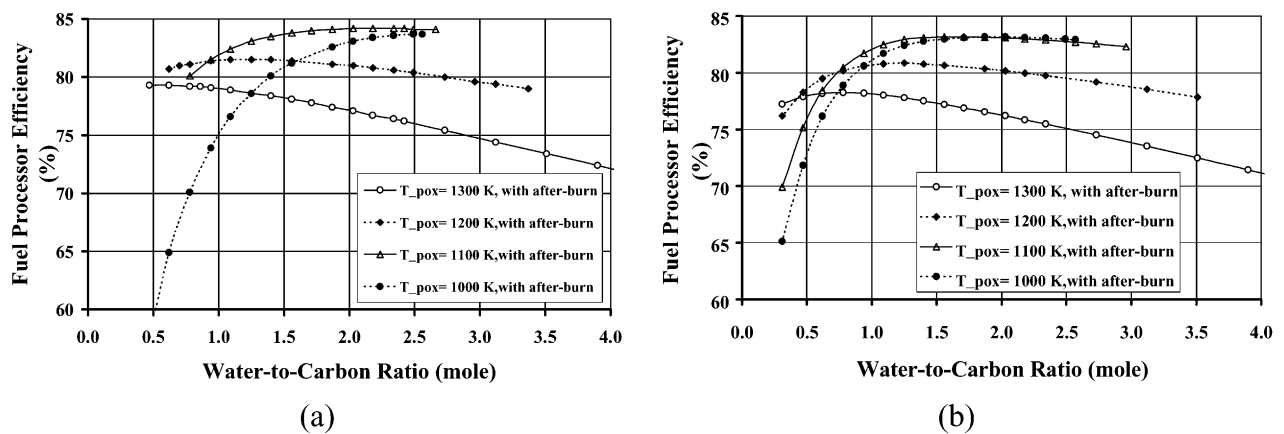 Fuel Processor Efficiency
(%)
85
80
75
70
65
60
T_pox= 1300 K, with after-burn
T_pox= 1200 K,with after-burn
T_pox= 1100 K,with after-burn
T_pox= 1000 K,with after-burn
0.0 0.5 1.0 1.5 2.0 2.5 3.0 3.5 4.0
Water-to-Carbon Ratio (mole)
(a)
Fuel Processor Efficiency
(%)
85
80
75
70
65
60
T_pox= 1300 K, with after-burn
T_pox= 1200 K,with after-burn
T_pox= 1100 K,with after-burn
T_pox= 1000 K,with after-burn
0.0 0.5 1.0 1.5 2.0 2.5 3.0 3.5 4.0
Water-to-Carbon Ratio (mole)
(b)